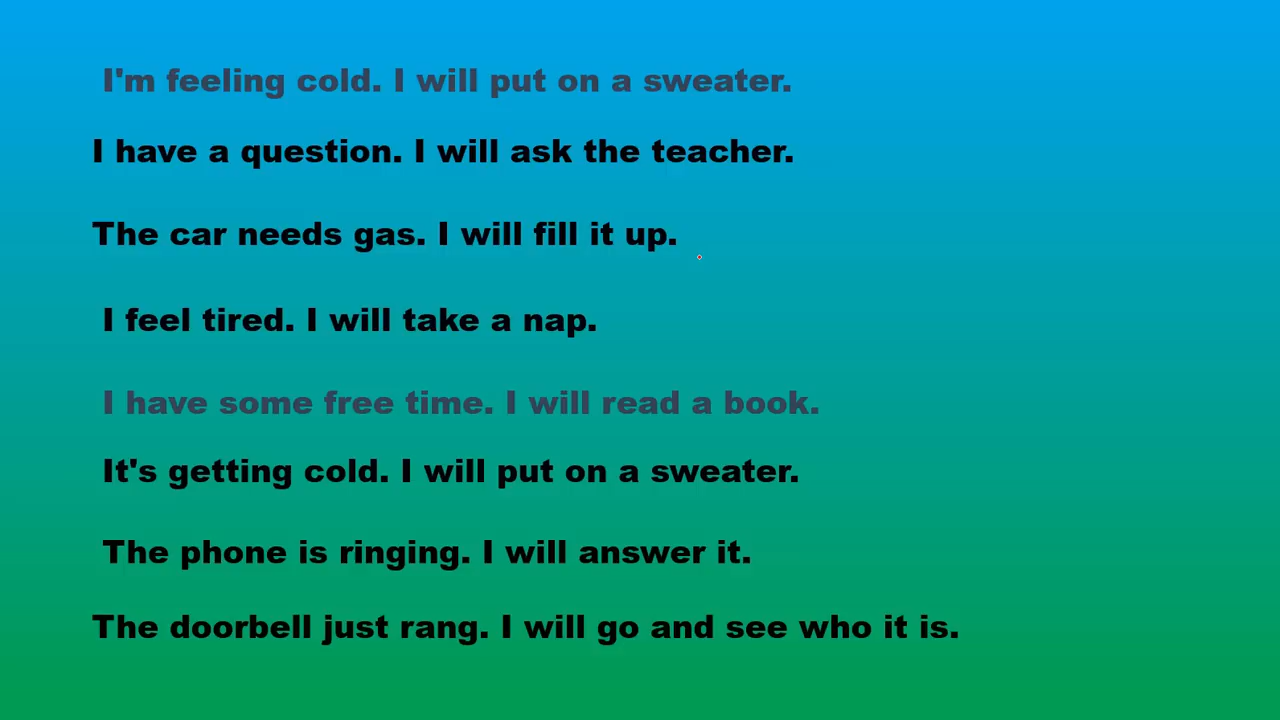 I'm feeling cold. I will put on a sweater.
I have a question. I will ask the teacher.
The car needs gas. I will fill it up.
I feel tired. I will take a nap.
I have some free time. I will read a book.
It's getting cold. I will put on a sweater.
The phone is ringing. I will answer it.
The doorbell just rang. I will go and see who it is.